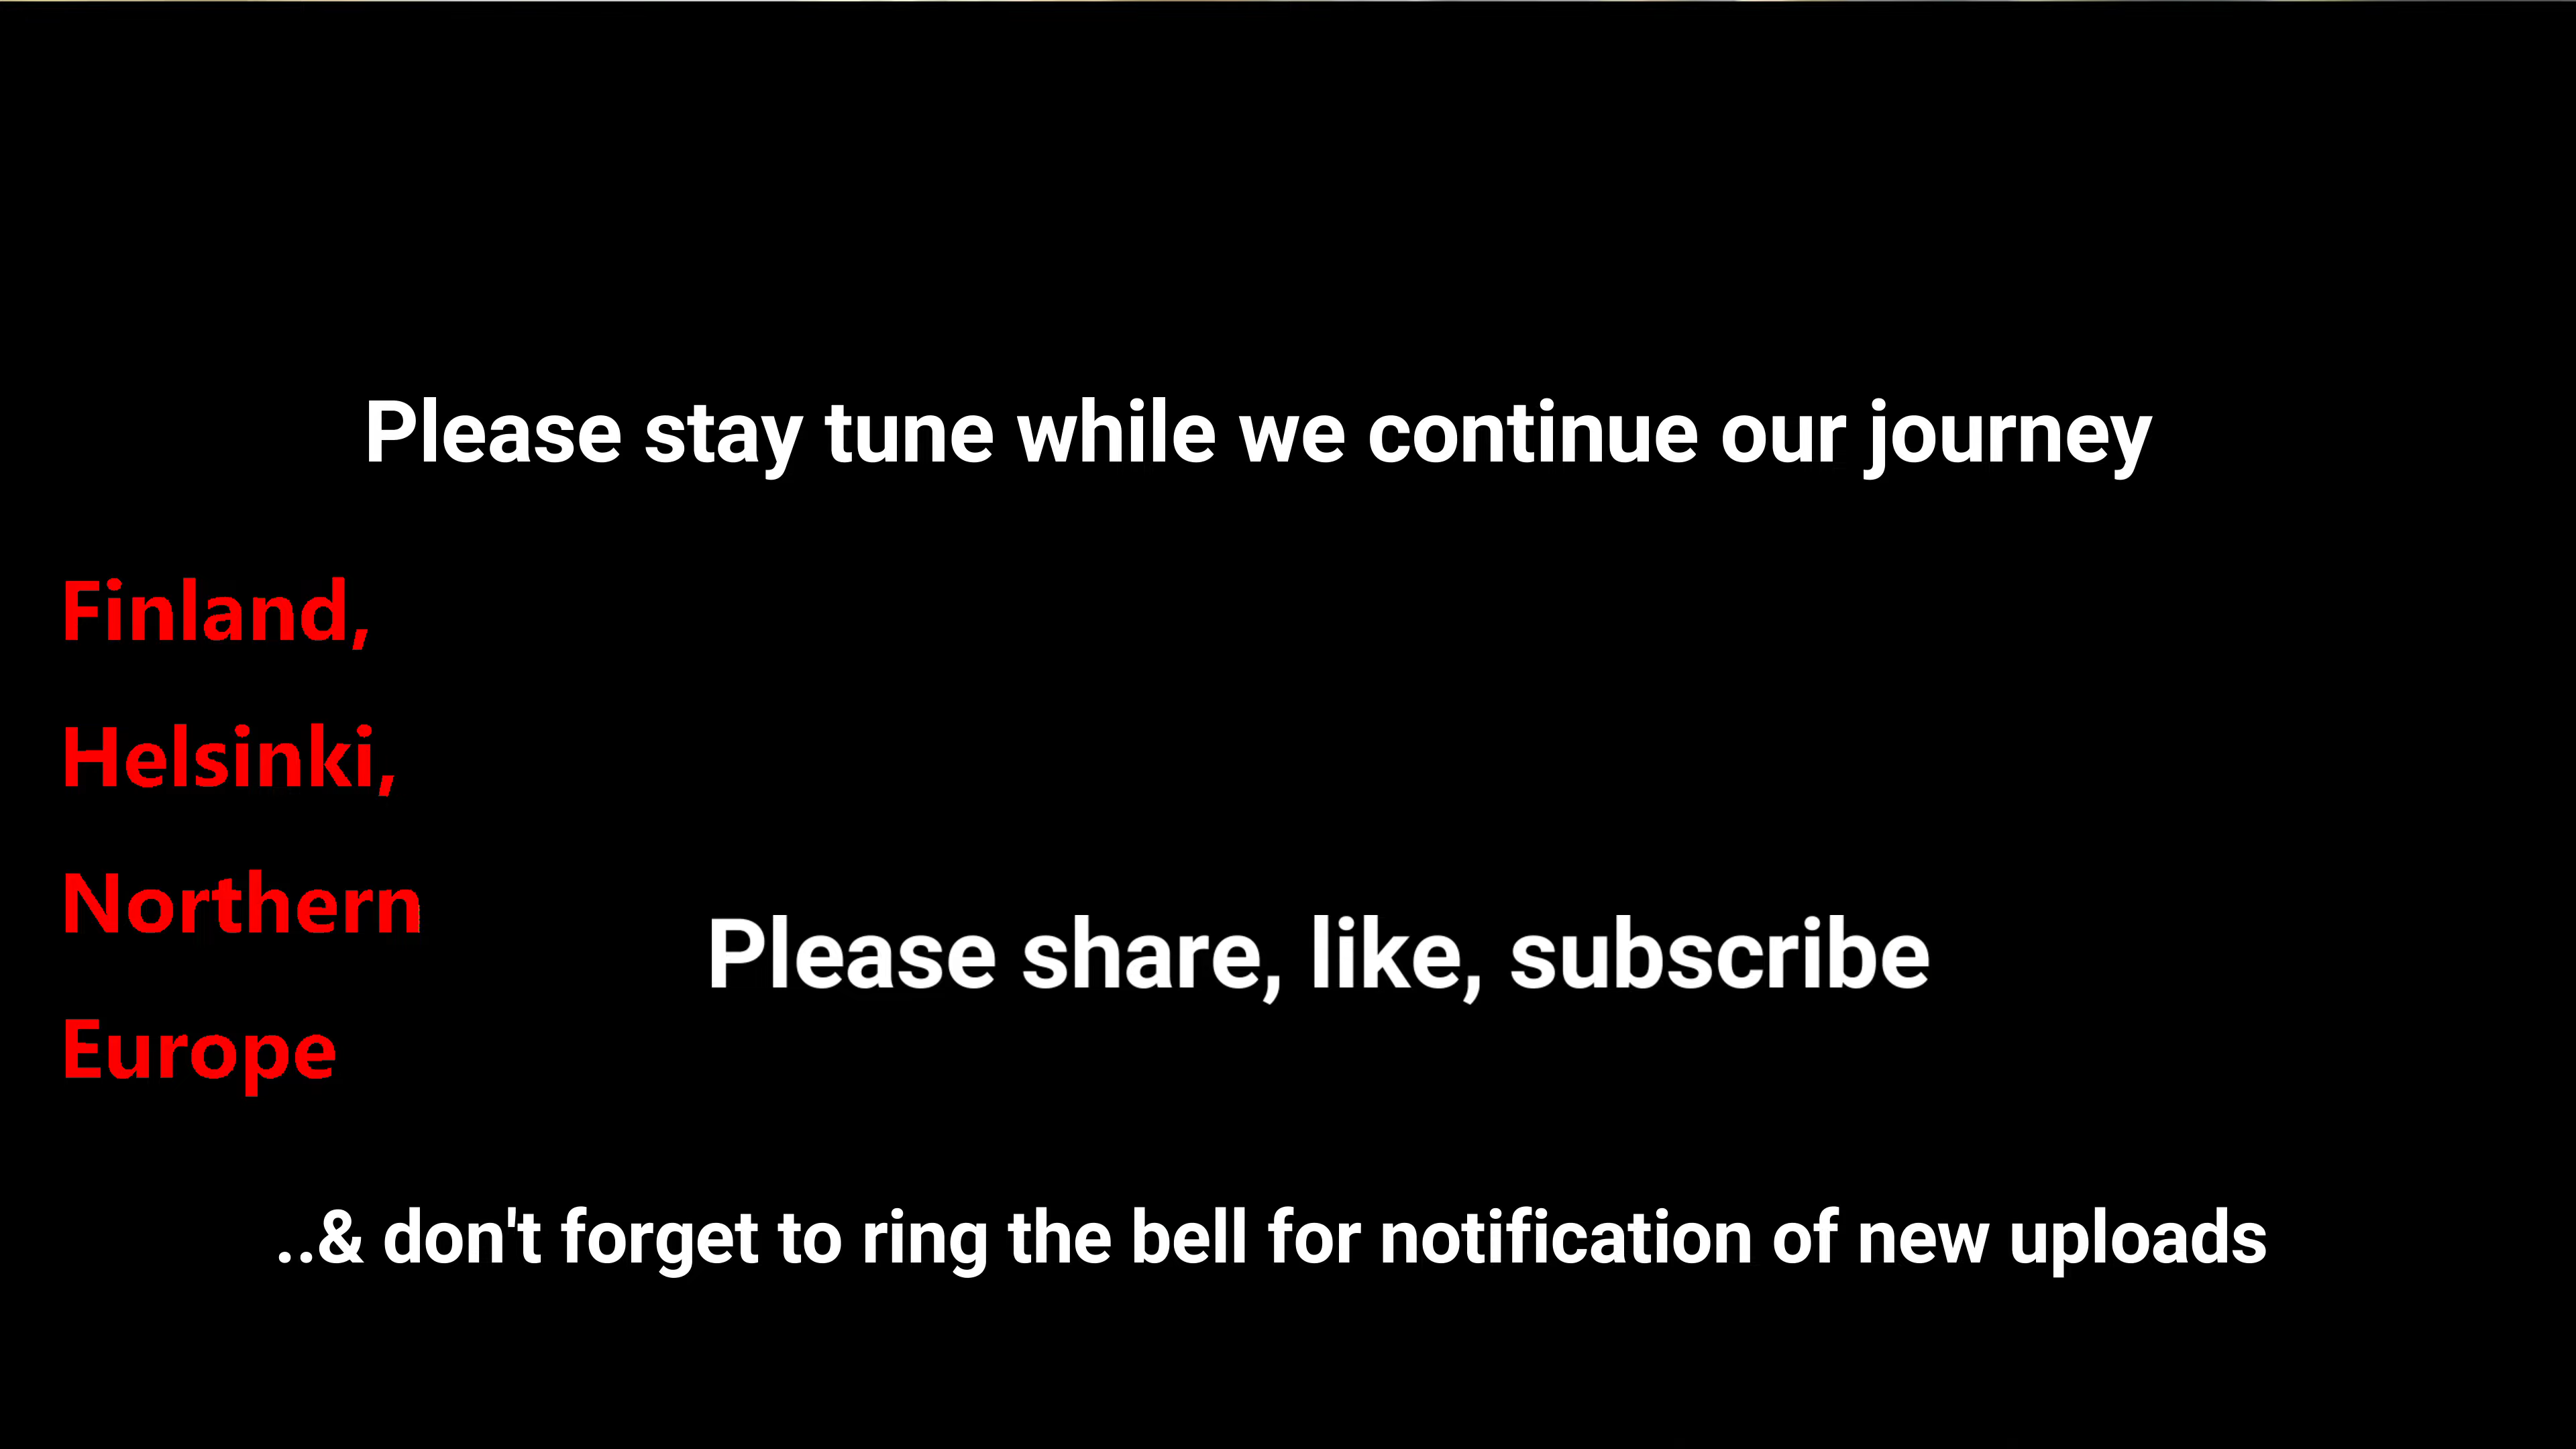 Please stay tune while we continue our journey
Finland,
Helsinki,
Northern
Europe
Please share, like, subscribe
..& don't forget to ring the bell for notification of new uploads